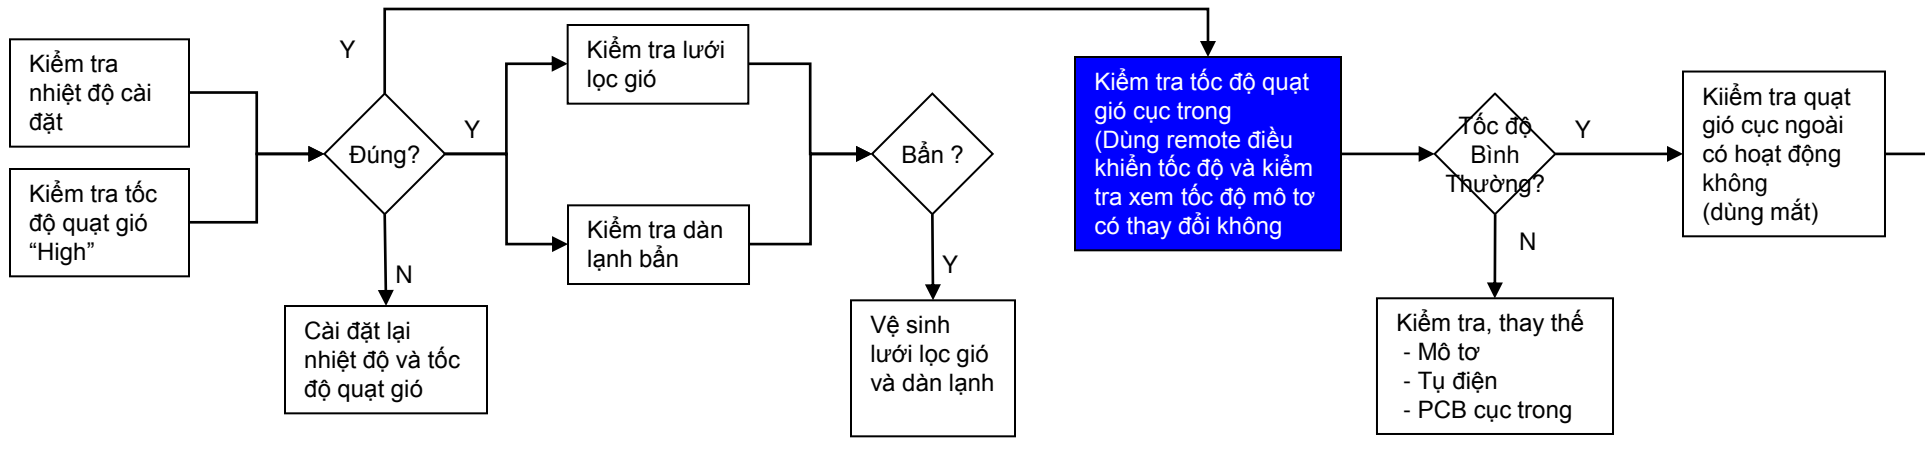 Kiểm tra
nhiệt độ cài
đặt
Kiểm tra tốc
độ quạt gió
“High”
Y
Đúng?
Y
N
Cài đặt lại
nhiệt độ và tốc
độ quạt gió
Kiểm tra lưới
lọc gió
Kiểm tra dàn
lạnh bẩn
Bẩn ?
Y
Vệ sinh
lưới lọc gió
và dàn lạnh
Kiểm tra tốc độ quạt
gió cục trong
(Dùng remote điều
khiển tốc độ và kiểm
tra xem tốc độ mô tơ
có thay đổi không
Tốc độ
Bình
Thường?
Y
N
Kiểm tra, thay thế
- Mô tơ
- Tụ điện
- PCB cục trong
Kiiểm tra quạt
gió cục ngoài
có hoạt động
không
(dùng mắt)